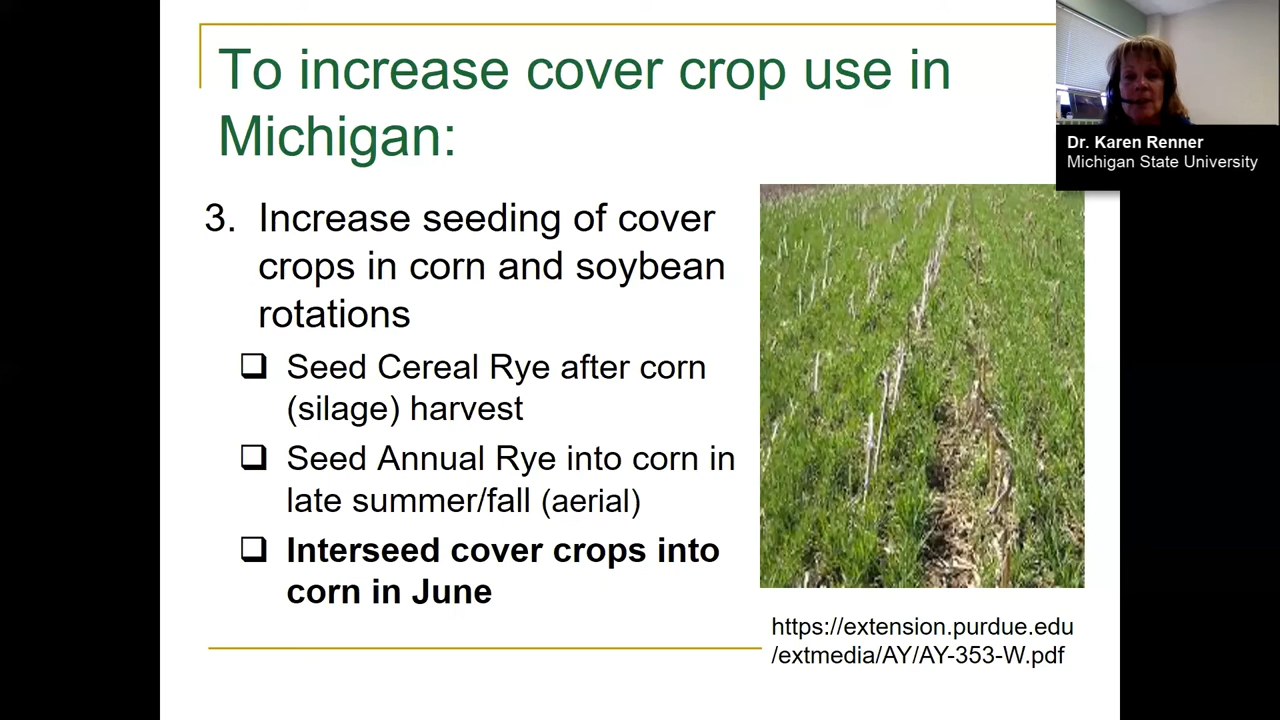 To increase cover crop use in
Michigan:
Dr. Karen Renner
Michigan State University
3. Increase seeding of cover
crops in corn and soybean
rotations
Seed Cereal Rye after corn
(silage) harvest
Seed Annual Rye into corn in
late summer/fall (aerial)
Interseed cover crops into
corn in June
https://extension.purdue.edu
/extmedia/AY/AY-353-W.pdf